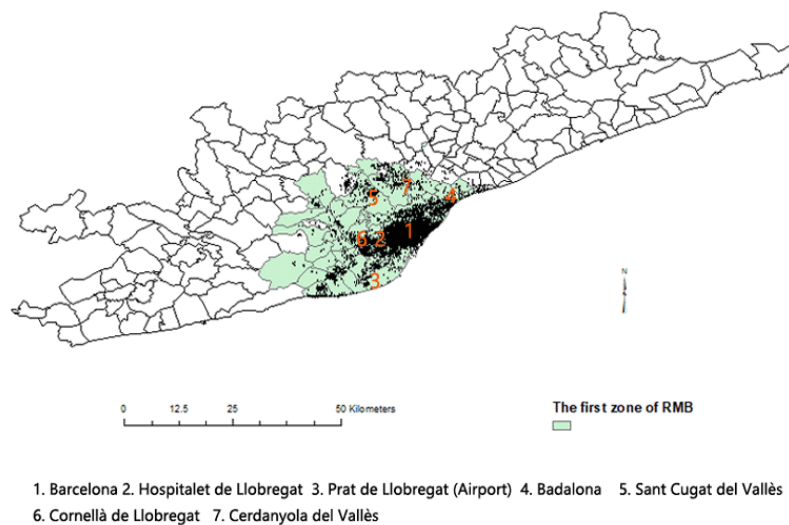 5 7 4
6 2 1
3
N
0 12.5 25 50 Kilometers
The first zone of RMB
1. Barcelona 2. Hospitalet de Llobregat 3. Prat de Llobregat (Airport) 4. Badalona 5. Sant Cugat del Vallès
6. Cornellà de Llobregat 7. Cerdanyola del Vallès